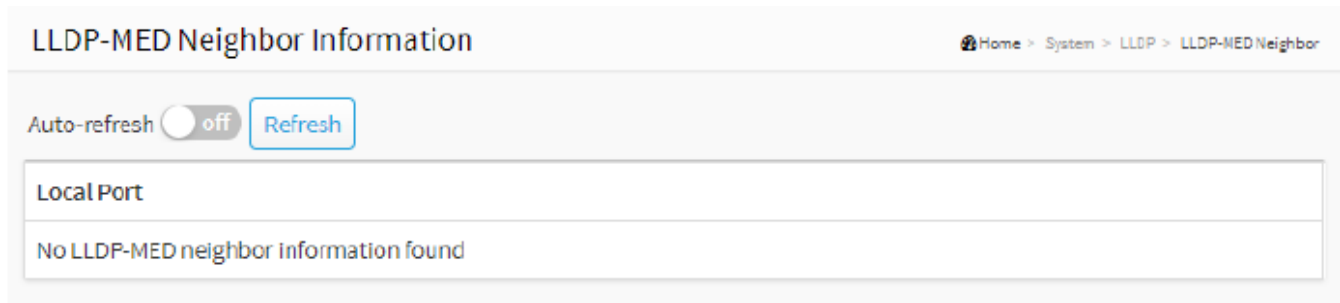 LLDP-MED Neighbor Information
Home > System > LLDP > LLDP-MED Neighbor
Auto-refresh off Refresh
Local Port
No LLDP-MED neighbor information found